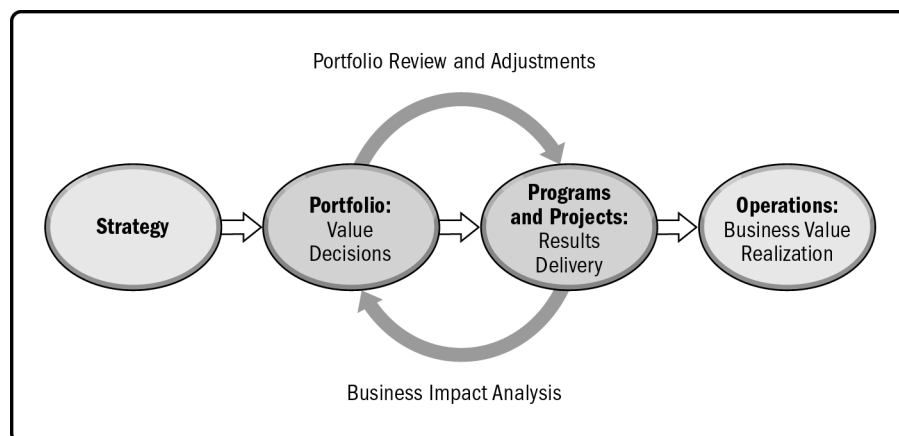 Portfolio Review and Adjustments
Strategy
Portfolio:
Value
Decisions
Programs
and Projects:
Results
Delivery
Operations:
Business Value
Realization
Business Impact Analysis